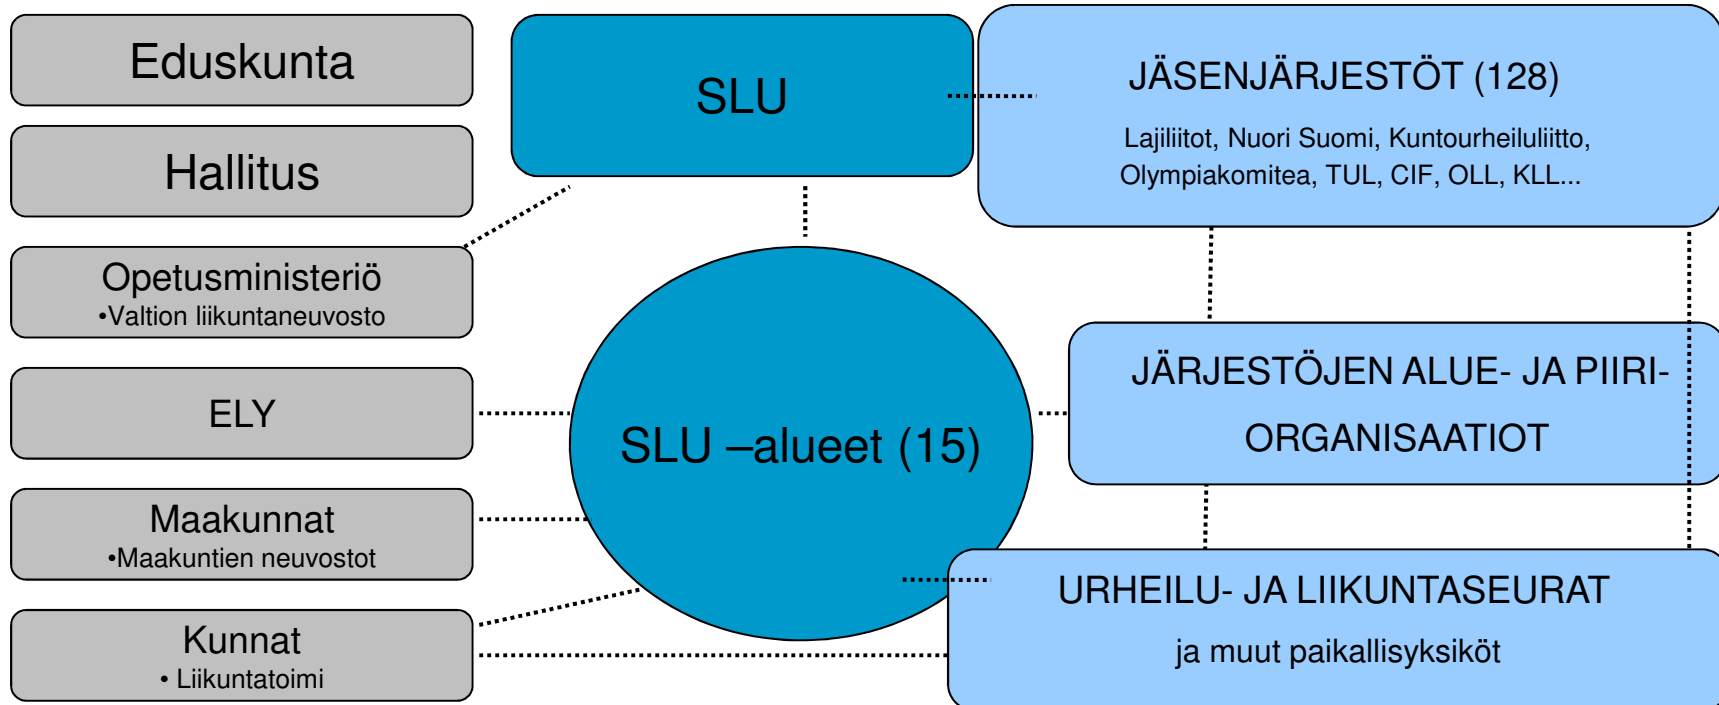 Eduskunta
Hallitus
Opetusministeriö
•Valtion liikuntaneuvosto
ELY
Maakunnat
•Maakuntien neuvostot
Kunnat
• Liikuntatoimi
SLU
SLU –alueet (15)
JÄSENJÄRJESTÖT (128)
Lajiliitot, Nuori Suomi, Kuntourheiluliitto,
Olympiakomitea, TUL, CIF, OLL, KLL...
JÄRJESTÖJEN ALUE- JA PIIRI-
ORGANISAATIOT
URHEILU- JA LIIKUNTASEURAT
ja muut paikallisyksiköt